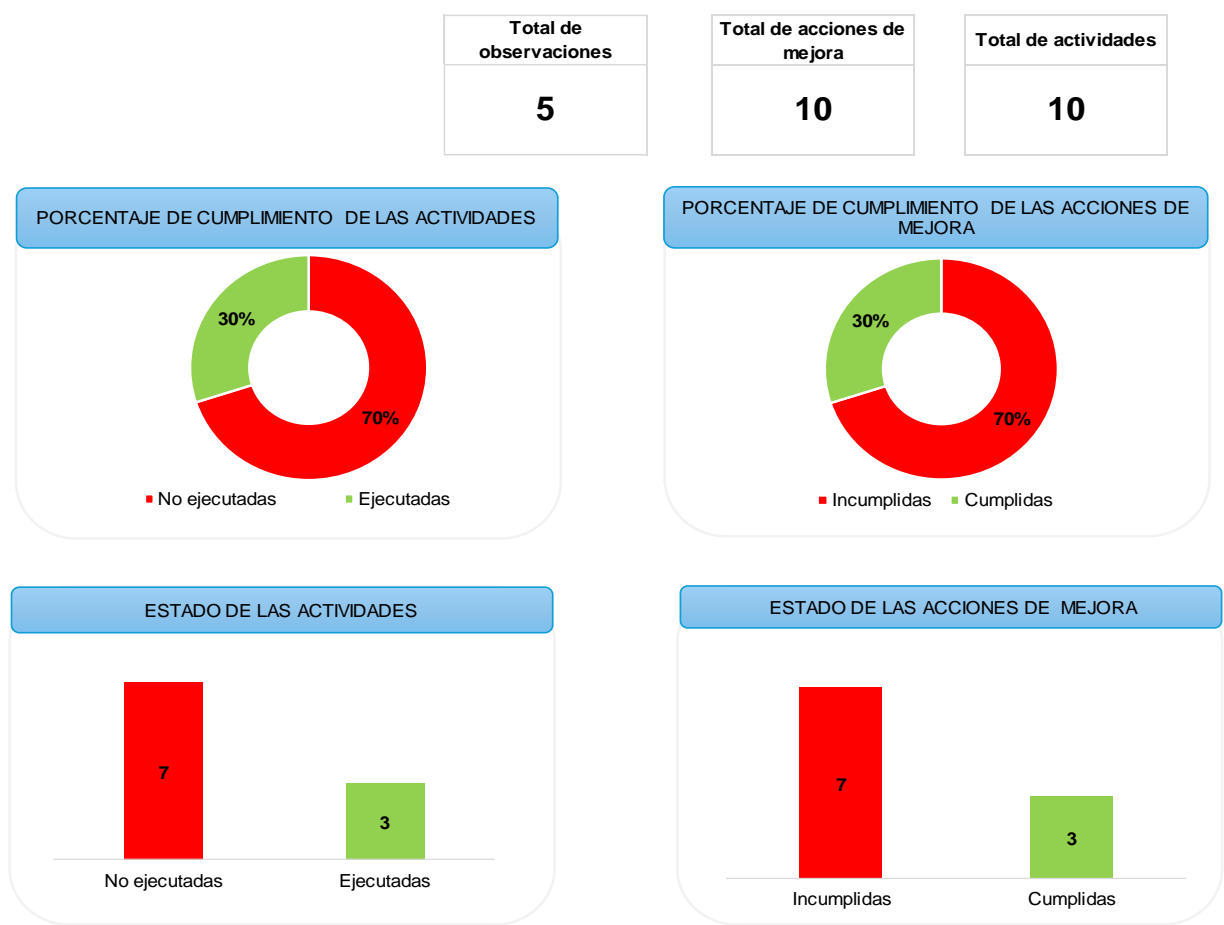 Total de
observaciones
5
Total de acciones de
mejora
10
Total de actividades
10
PORCENTAJE DE CUMPLIMIENTO DE LAS ACTIVIDADES
30%
70%
No ejecutadas
Ejecutadas
PORCENTAJE DE CUMPLIMIENTO DE LAS ACCIONES DE
MEJORA
30%
70%
Incumplidas
Cumplidas
ESTADO DE LAS ACTIVIDADES
7
3
No ejecutadas
Ejecutadas
ESTADO DE LAS ACCIONES DE MEJORA
7
3
Incumplidas
Cumplidas